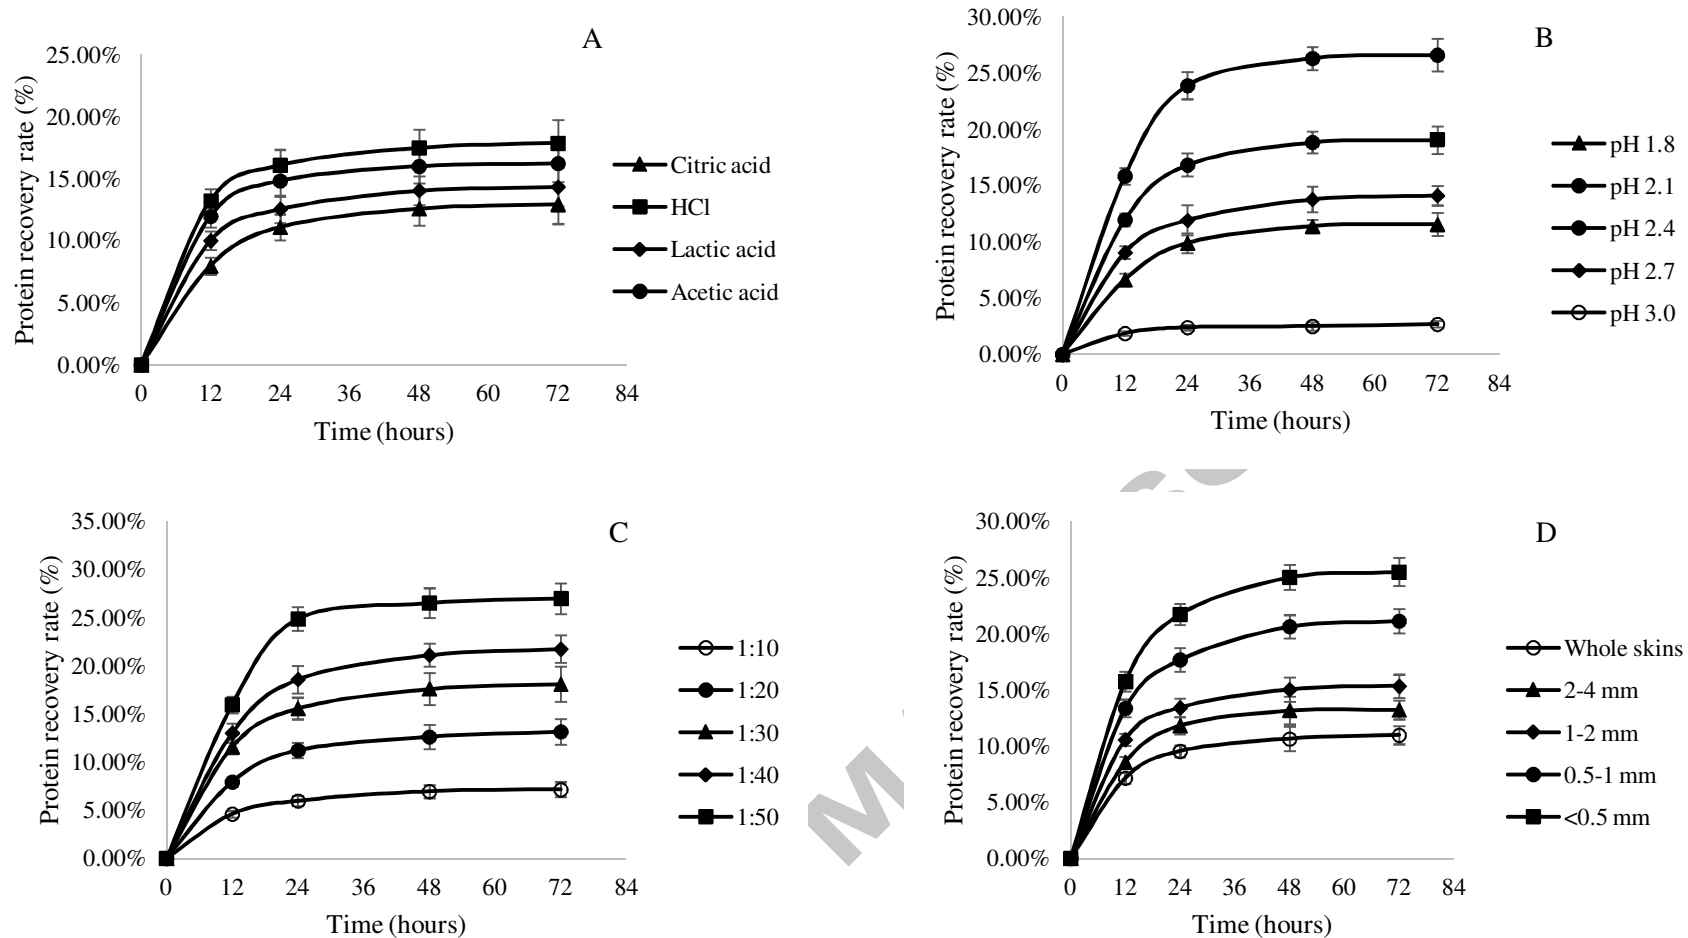 A
25.00%
20.00%
15.00%
10.00%
5.00%
0.00%
Protein recovery rate (%)
0 12 24 36 48 60 72 84
Time (hours)
Citric acid
HCl
Lactic acid
Acetic acid
B
30.00%
25.00%
20.00%
15.00%
10.00%
5.00%
0.00%
Protein recovery rate (%)
0 12 24 36 48 60 72 84
Time (hours)
pH 1.8
pH 2.1
pH 2.4
pH 2.7
pH 3.0
C
35.00%
30.00%
25.00%
20.00%
15.00%
10.00%
5.00%
0.00%
Protein recovery rate (%)
0 12 24 36 48 60 72 84
Time (hours)
1:10
1:20
1:30
1:40
1:50
M
D
30.00%
25.00%
20.00%
15.00%
10.00%
5.00%
0.00%
Protein recovery rate (%)
0 12 24 36 48 60 72 84
Time (hours)
Whole skins
2-4 mm
1-2 mm
0.5-1 mm
<0.5 mm